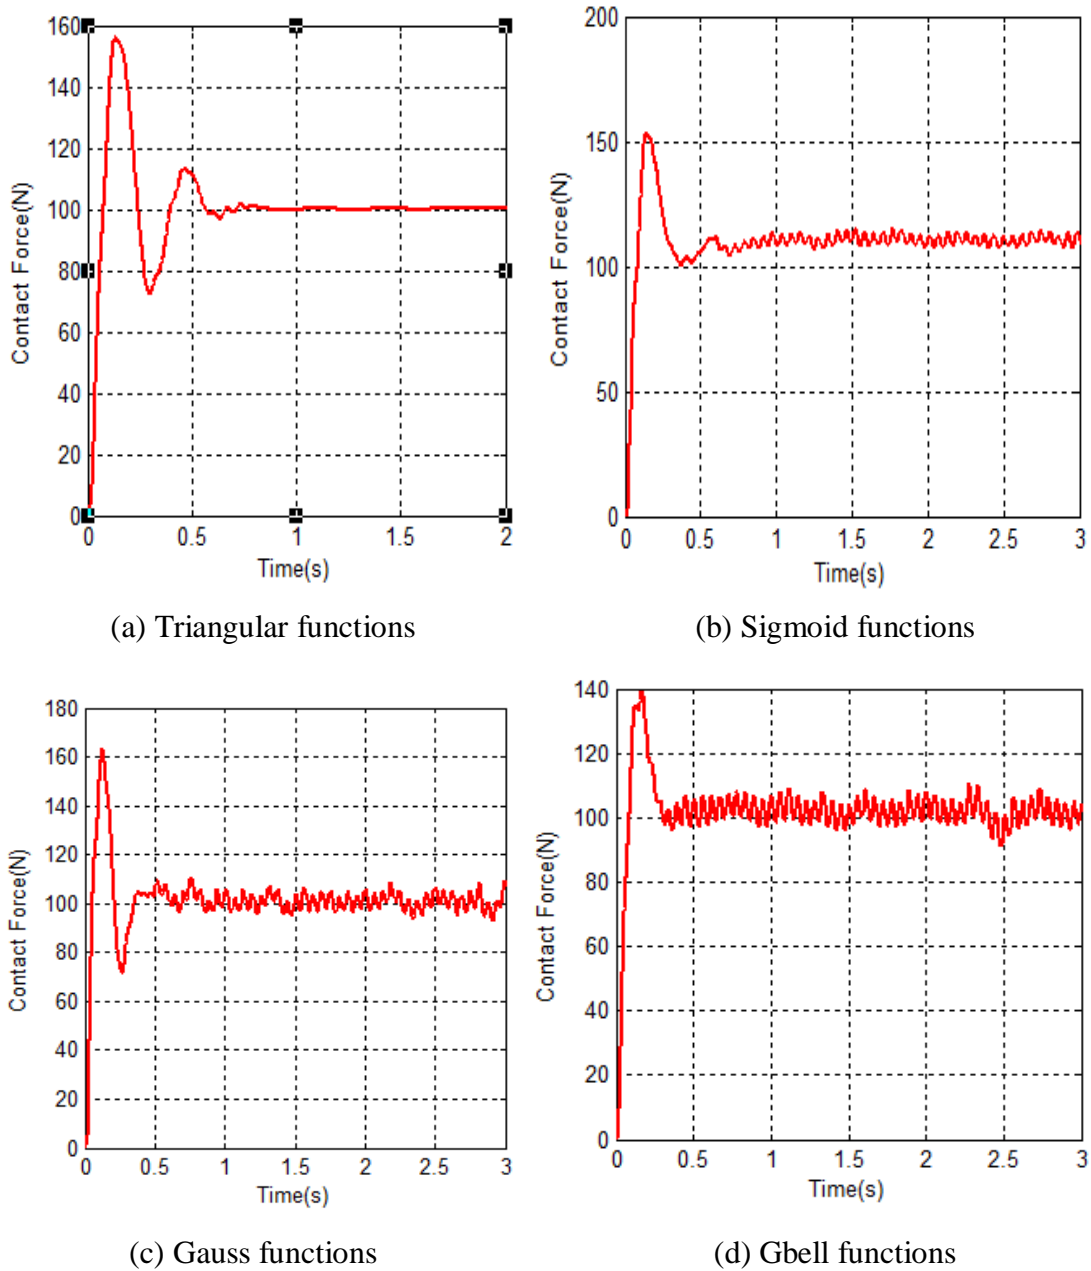 160
140
120
100
80
60
40
20
0
Contact Force(N)
0 0.5 1 1.5 2
Time(s)
(a) Triangular functions
200
150
100
50
0
Contact Force(N)
0 0.5 1 1.5 2 2.5 3
Time(s)
(b) Sigmoid functions
180
160
140
120
100
80
60
40
20
0
Contact Force(N)
0 0.5 1 1.5 2 2.5 3
Time(s)
(c) Gauss functions
140
120
100
80
60
40
20
0
Contact Force(N)
0 0.5 1 1.5 2 2.5 3
Time(s)
(d) Gbell functions